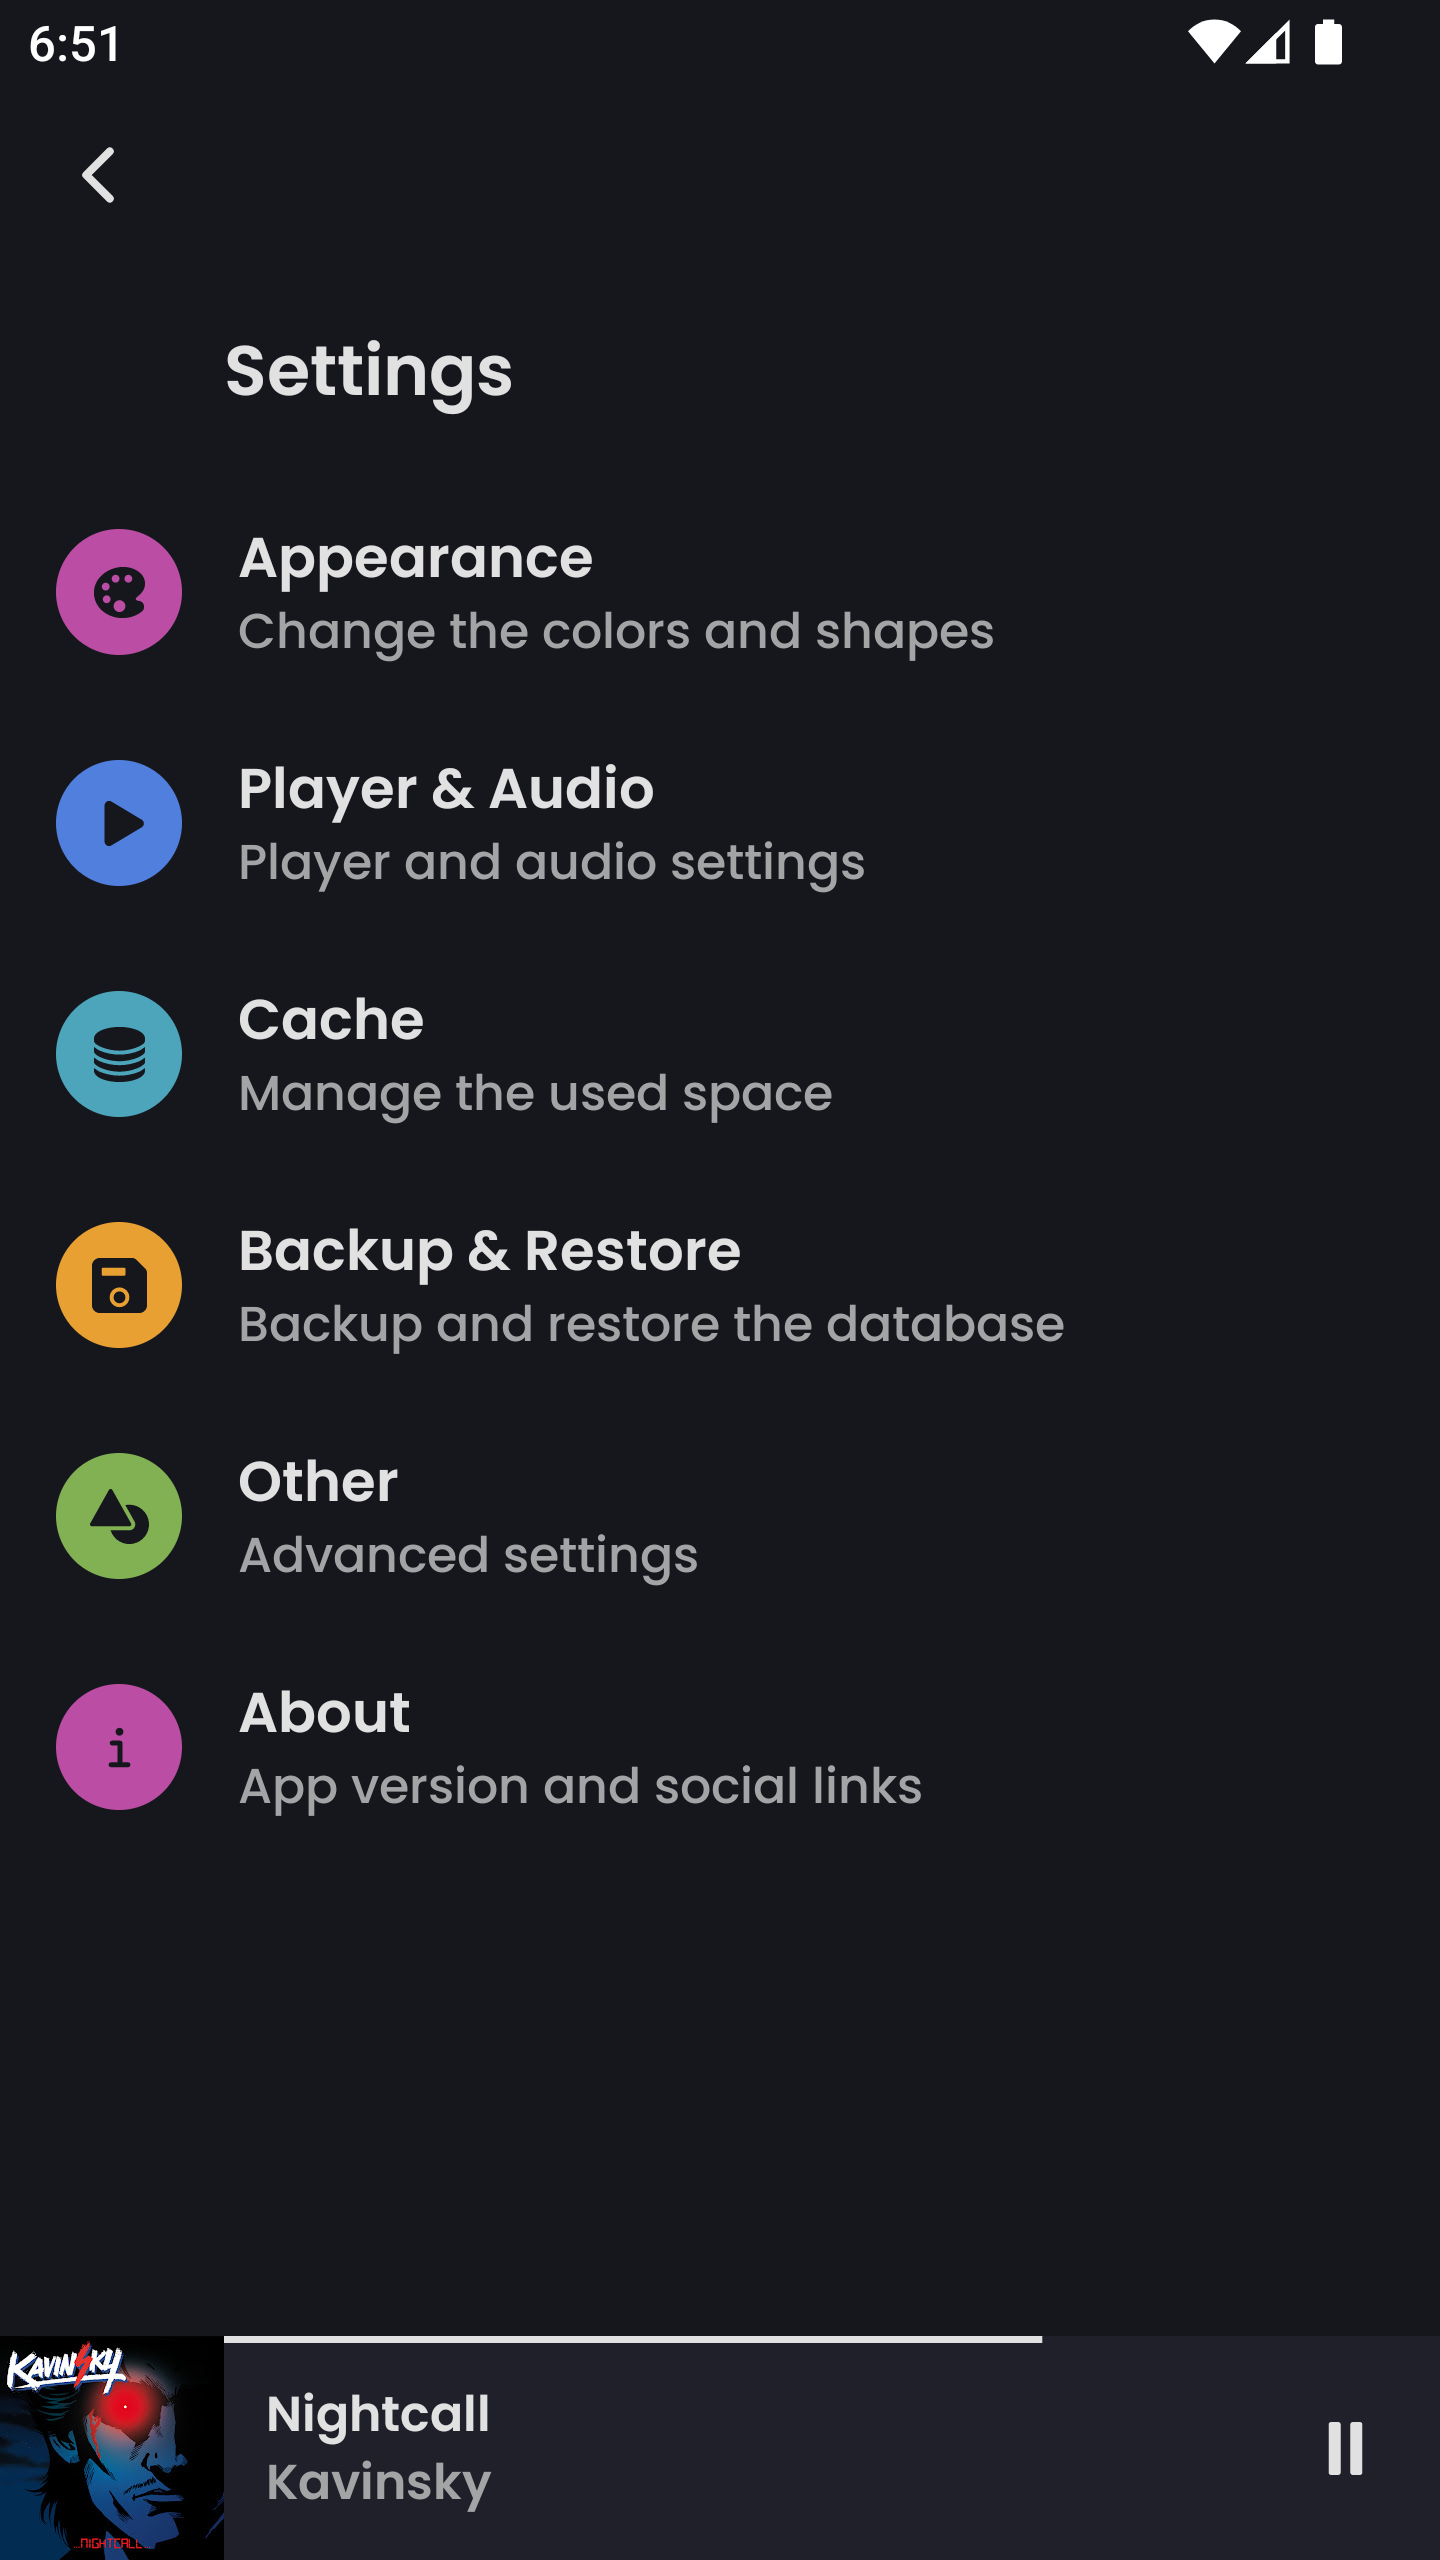 6:51
Settings
Appearance
Change the colors and shapes
Player & Audio
Player and audio settings
Cache
Manage the used space
Backup & Restore
Backup and restore the database
Other
Advanced settings
About
App version and social links
KAVINSKY
...NIGHTCALL
Nightcall
Kavinsky